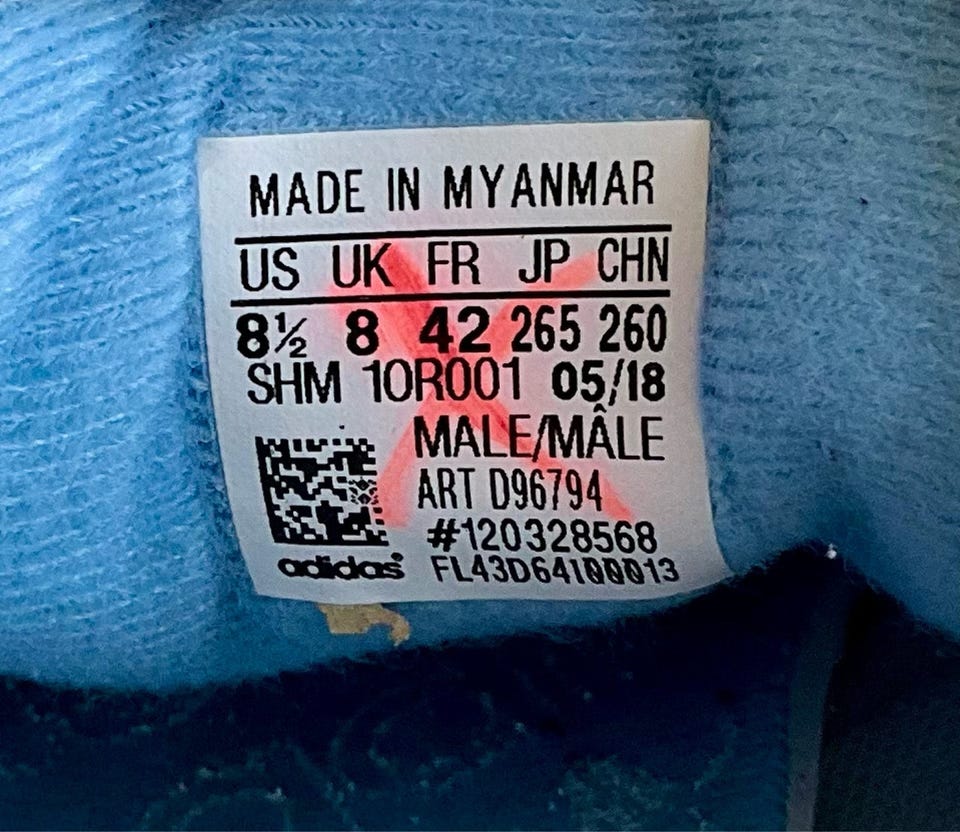 MADE IN MYANMAR
US UK FR JP CHN
8½ 8 42 265 260
SHM 10R001 05/18
MALE/MÂLE
ART D96794
#120328568
adidas® FL43D64100013